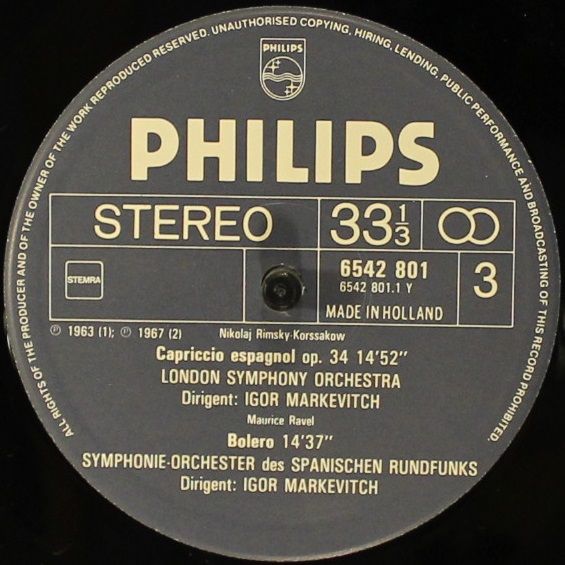 ALL RIGHTS OF THE PRODUCER AND OF THE OWNER OF THE WORK REPRODUCED RESERVED. UNAUTHORISED COPYING, HIRING, LENDING, PUBLIC PERFORMANCE AND BROADCASTING OF THIS RECORD PROHIBITED.
PHILIPS
PHILIPS
STEREO 33 1/3
STEMRA 6542 801 3
6542 801.1 Y
MADE IN HOLLAND
℗ 1963 (1); ℗ 1967 (2) Nikolaj Rimsky-Korssakow
Capriccio espagnol op. 34 14'52"
LONDON SYMPHONY ORCHESTRA
Dirigent: IGOR MARKEVITCH
Maurice Ravel
Bolero 14'37"
SYMPHONIE-ORCHESTER des SPANISCHEN RUNDFUNKS
Dirigent: IGOR MARKEVITCH